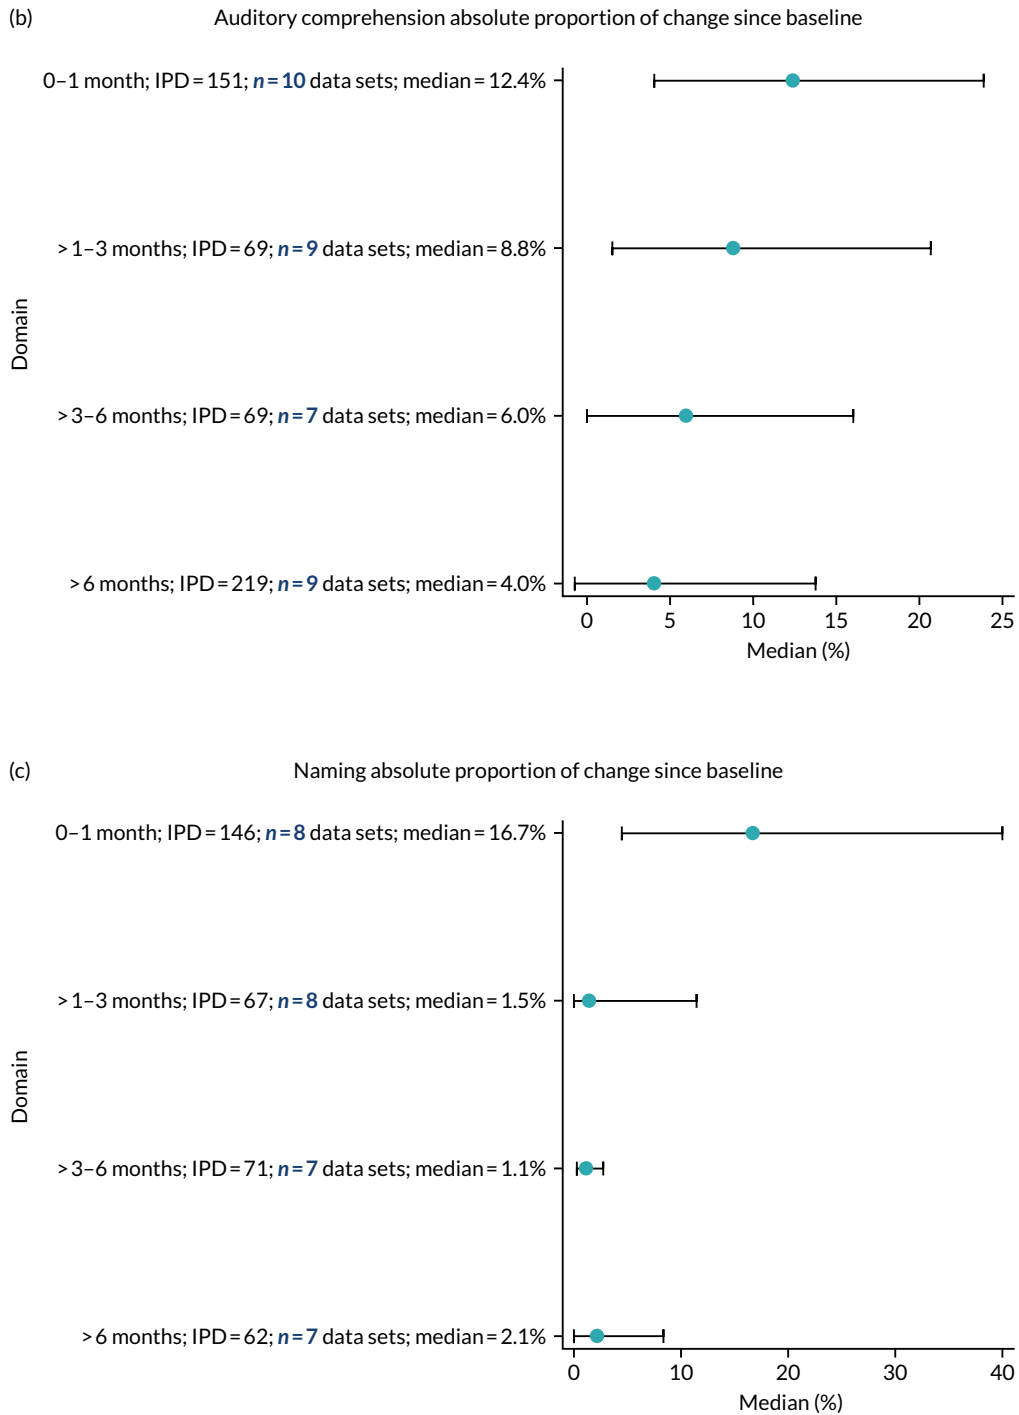 (b) Auditory comprehension absolute proportion of change since baseline
0–1 month; IPD = 151; n = 10 data sets; median = 12.4%
> 1–3 months; IPD = 69; n = 9 data sets; median = 8.8%
Domain
> 3–6 months; IPD = 69; n = 7 data sets; median = 6.0%
> 6 months; IPD = 219; n = 9 data sets; median = 4.0%
0 5 10 15 20 25
Median (%)
(c) Naming absolute proportion of change since baseline
0–1 month; IPD = 146; n = 8 data sets; median = 16.7%
> 1–3 months; IPD = 67; n = 8 data sets; median = 1.5%
Domain
> 3–6 months; IPD = 71; n = 7 data sets; median = 1.1%
> 6 months; IPD = 62; n = 7 data sets; median = 2.1%
0 10 20 30 40
Median (%)